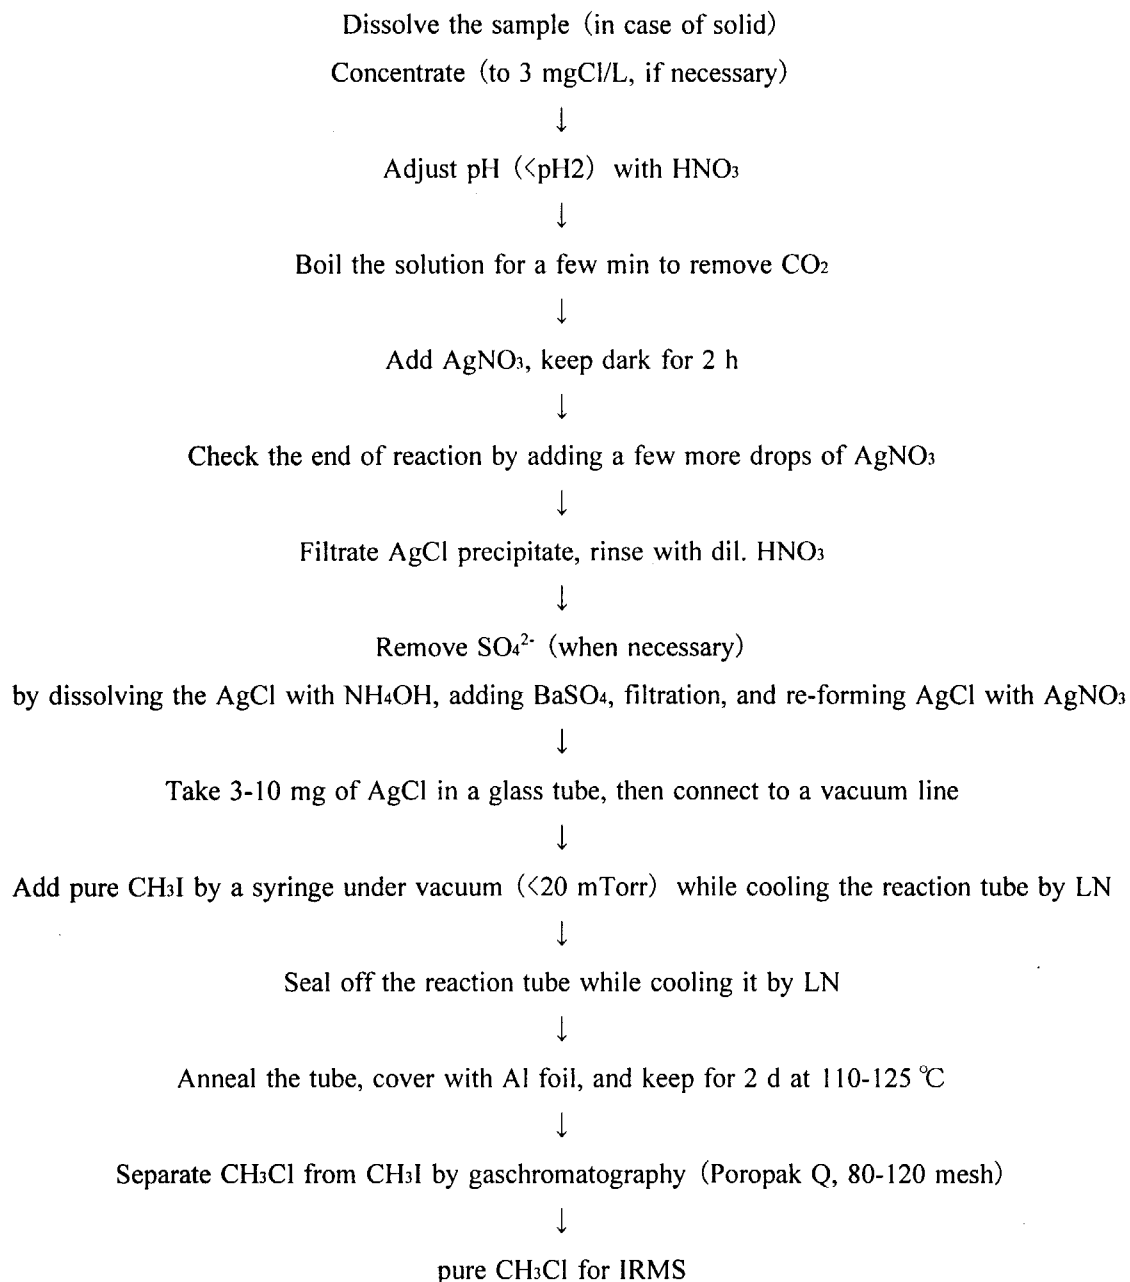 Dissolve the sample (in case of solid)
Concentrate (to 3 mgCl/L, if necessary)
↓
Adjust pH (<pH2) with HNO₃
↓
Boil the solution for a few min to remove CO₂
↓
Add AgNO₃, keep dark for 2 h
↓
Check the end of reaction by adding a few more drops of AgNO₃
↓
Filtrate AgCl precipitate, rinse with dil. HNO₃
↓
Remove SO₄²⁻ (when necessary)
by dissolving the AgCl with NH₄OH, adding BaSO₄, filtration, and re-forming AgCl with AgNO₃
↓
Take 3-10 mg of AgCl in a glass tube, then connect to a vacuum line
↓
Add pure CH₃I by a syringe under vacuum (<20 mTorr) while cooling the reaction tube by LN
↓
Seal off the reaction tube while cooling it by LN
↓
Anneal the tube, cover with Al foil, and keep for 2 d at 110-125 ℃
↓
Separate CH₃Cl from CH₃I by gaschromatography (Poropak Q, 80-120 mesh)
↓
pure CH₃Cl for IRMS